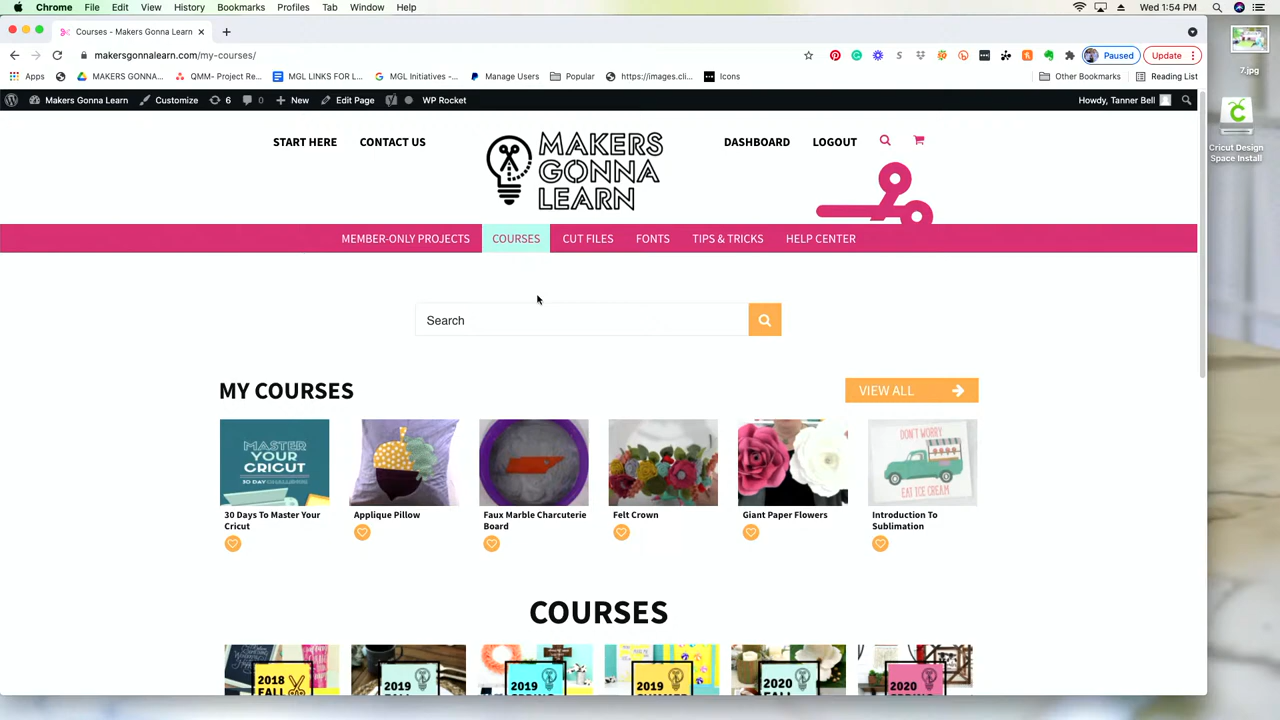 Chrome File Edit View History Bookmarks Profiles Tab Window Help Wed 1:54 PM
Courses - Makers Gonna Learn
makersgonnalearn.com/my-courses/ Paused Update
Apps MAKERS GONNA... QMM- Project Re... MGL LINKS FOR L... MGL Initiatives -... Manage Users Popular https://images.cli... Icons Other Bookmarks Reading List
Makers Gonna Learn Customize 6 0 New Edit Page WP Rocket Howdy, Tanner Bell
7.jpg
Cricut Design
Space Install
START HERE CONTACT US DASHBOARD LOGOUT
MAKERS
GONNA
LEARN
MEMBER-ONLY PROJECTS COURSES CUT FILES FONTS TIPS & TRICKS HELP CENTER
Search
MY COURSES VIEW ALL
MASTER
YOUR
CRICUT
30 DAY CHALLENGE
DON'T WORRY
EAT ICE CREAM
30 Days To Master Your
Cricut
Applique Pillow
Faux Marble Charcuterie
Board
Felt Crown
Giant Paper Flowers
Introduction To
Sublimation
COURSES
2018
FALL
2019
2019
2019
2020
FALL
2020